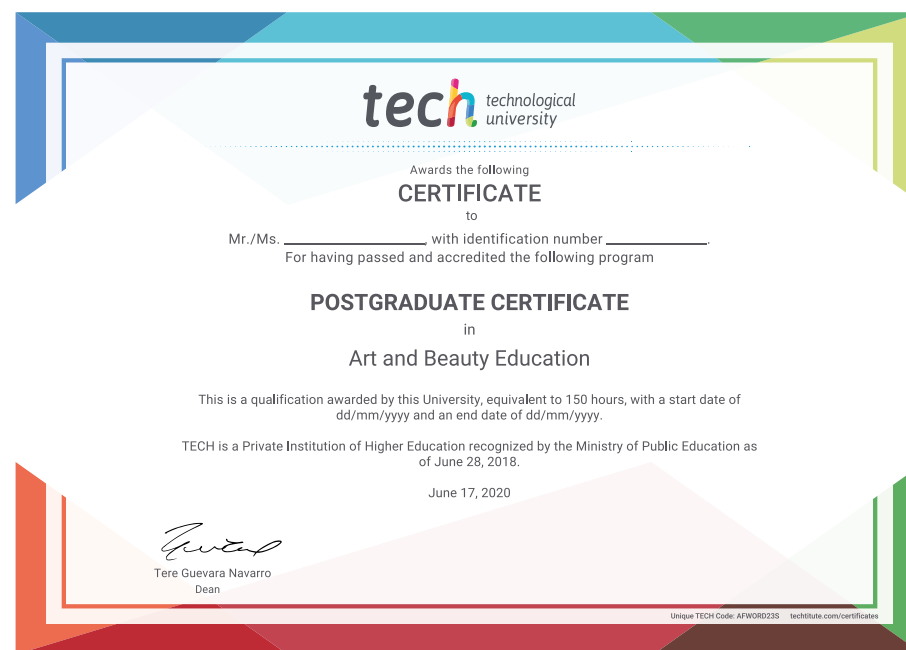 tech technological
university
Awards the following
CERTIFICATE
to
Mr./Ms. ____________________, with identification number ______________.
For having passed and accredited the following program
POSTGRADUATE CERTIFICATE
in
Art and Beauty Education
This is a qualification awarded by this University, equivalent to 150 hours, with a start date of
dd/mm/yyyy and an end date of dd/mm/yyyy.
TECH is a Private Institution of Higher Education recognized by the Ministry of Public Education as
of June 28, 2018.
June 17, 2020
Tere Guevara Navarro
Dean
Unique TECH Code: AFWORD23S techtitute.com/certificates